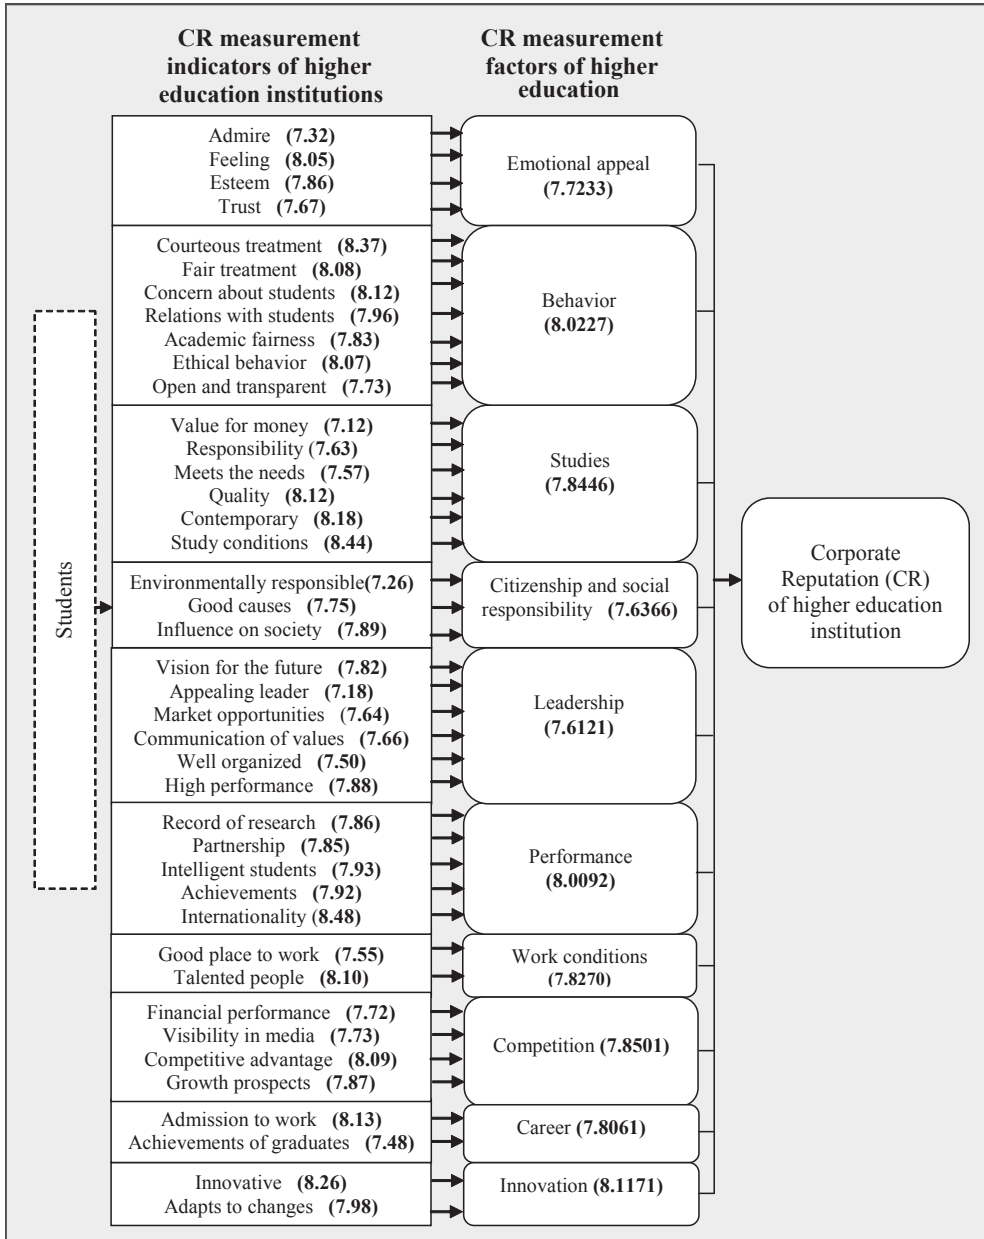 CR measurement
indicators of higher
education institutions
CR measurement
factors of higher
education
Students
Admire (7.32)
Feeling (8.05)
Esteem (7.86)
Trust (7.67)
Emotional appeal
(7.7233)
Courteous treatment (8.37)
Fair treatment (8.08)
Concern about students (8.12)
Relations with students (7.96)
Academic fairness (7.83)
Ethical behavior (8.07)
Open and transparent (7.73)
Behavior
(8.0227)
Value for money (7.12)
Responsibility (7.63)
Meets the needs (7.57)
Quality (8.12)
Contemporary (8.18)
Study conditions (8.44)
Studies
(7.8446)
Environmentally responsible(7.26)
Good causes (7.75)
Influence on society (7.89)
Citizenship and social
responsibility (7.6366)
Vision for the future (7.82)
Appealing leader (7.18)
Market opportunities (7.64)
Communication of values (7.66)
Well organized (7.50)
High performance (7.88)
Leadership
(7.6121)
Record of research (7.86)
Partnership (7.85)
Intelligent students (7.93)
Achievements (7.92)
Internationality (8.48)
Performance
(8.0092)
Good place to work (7.55)
Talented people (8.10)
Work conditions
(7.8270)
Financial performance (7.72)
Visibility in media (7.73)
Competitive advantage (8.09)
Growth prospects (7.87)
Competition (7.8501)
Admission to work (8.13)
Achievements of graduates (7.48)
Career (7.8061)
Innovative (8.26)
Adapts to changes (7.98)
Innovation (8.1171)
Corporate
Reputation (CR)
of higher education
institution